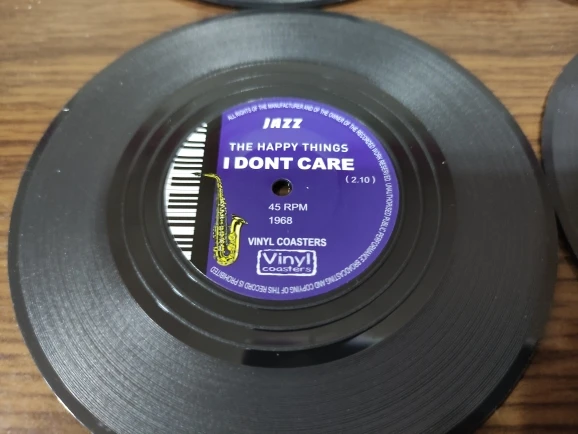 ALL RIGHTS OF THE MANUFACTURER AND OF THE OWNER OF THE RECORDED WORK RESERVED. UNAUTHORISED PUBLIC PERFORMANCE BROADCASTING AND COPYING OF THIS RECORD IS PROHIBITED
JAZZ
THE HAPPY THINGS
I DONT CARE
( 2.10 )
45 RPM
1968
VINYL COASTERS
Vinyl
coasters